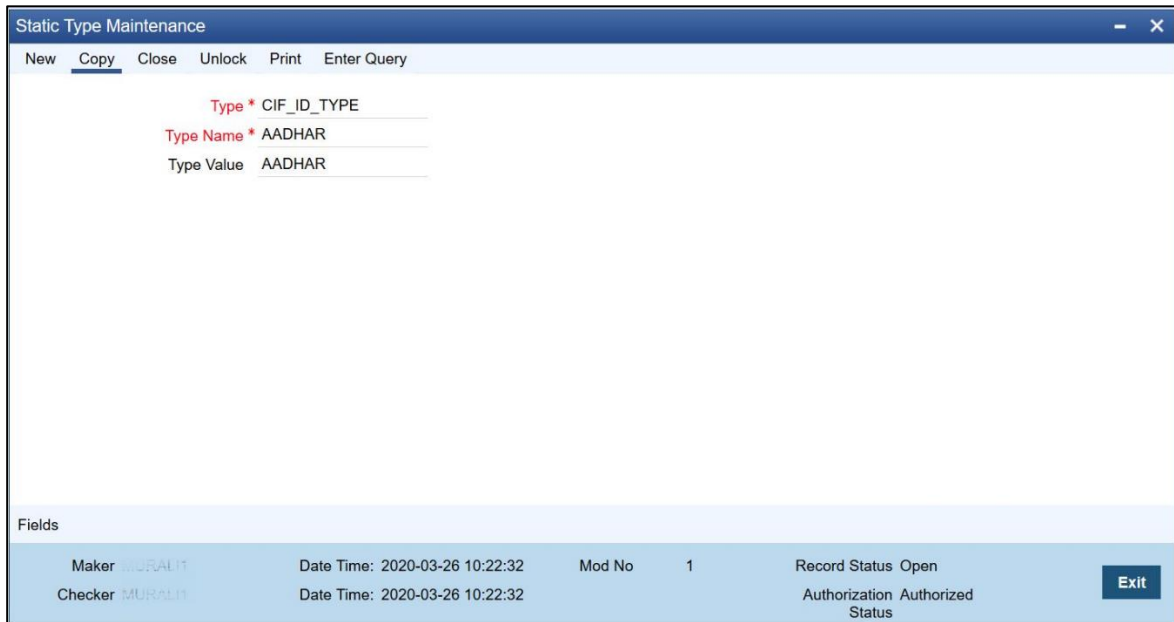 Static Type Maintenance
New Copy Close Unlock Print Enter Query
Type * CIF_ID_TYPE
Type Name * AADHAR
Type Value AADHAR
Fields
Maker MURALI1 Date Time: 2020-03-26 10:22:32 Mod No 1 Record Status Open
Checker MURALI1 Date Time: 2020-03-26 10:22:32 Authorization Status Authorized
Exit